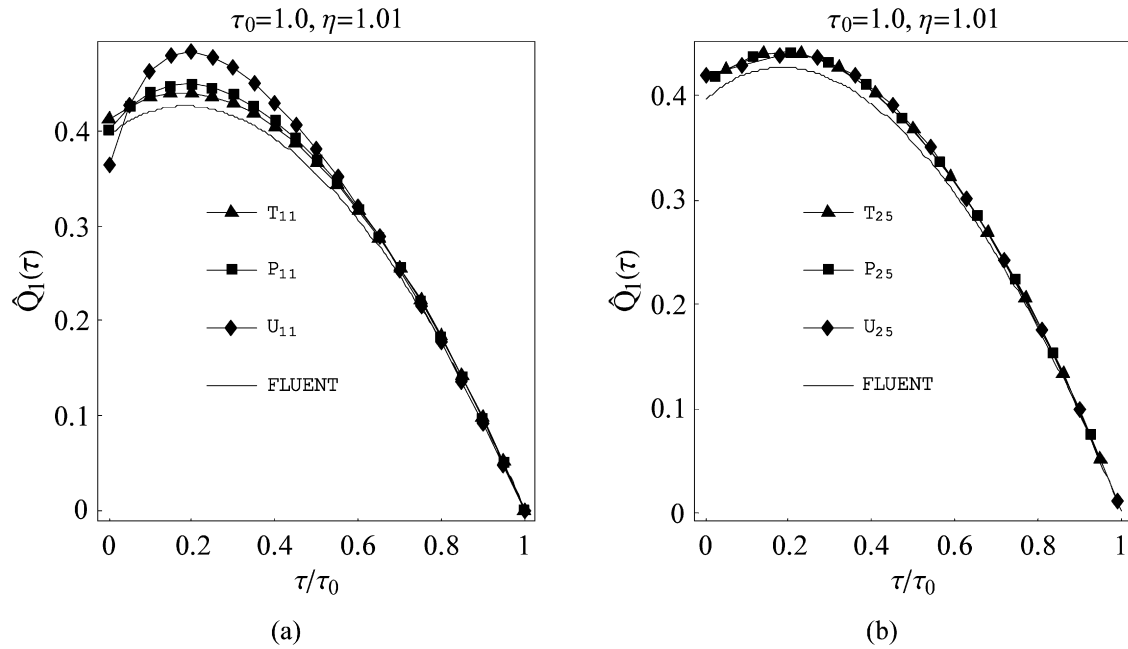 τ₀=1.0, η=1.01
Q̂₁(τ)
0.4
0.3
0.2
0.1
0
T₁₁
P₁₁
U₁₁
FLUENT
0 0.2 0.4 0.6 0.8 1
τ/τ₀
(a)
τ₀=1.0, η=1.01
Q̂₁(τ)
0.4
0.3
0.2
0.1
0
T₂₅
P₂₅
U₂₅
FLUENT
0 0.2 0.4 0.6 0.8 1
τ/τ₀
(b)